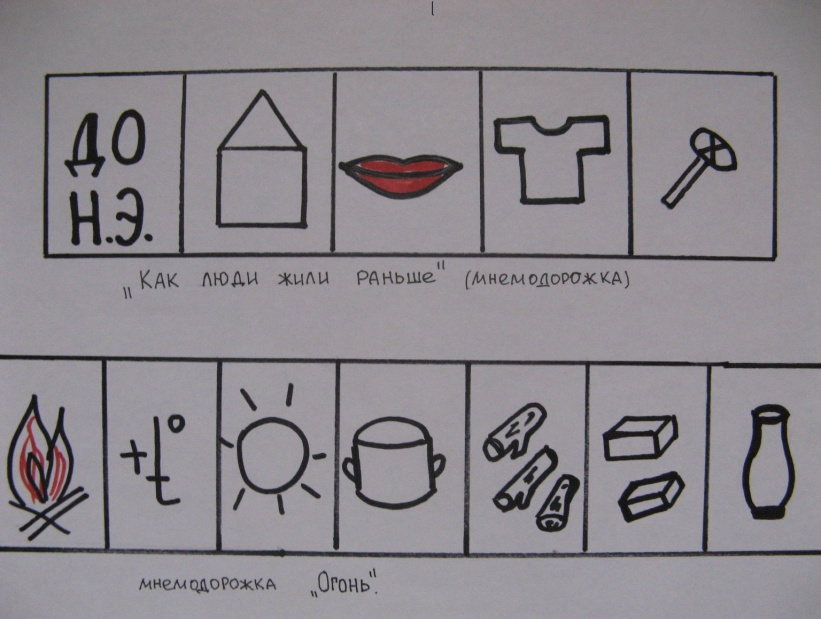 ДО
Н.Э.
„Как люди жили раньше" (мнемодорожка)
+t°
мнемодорожка „Огонь".